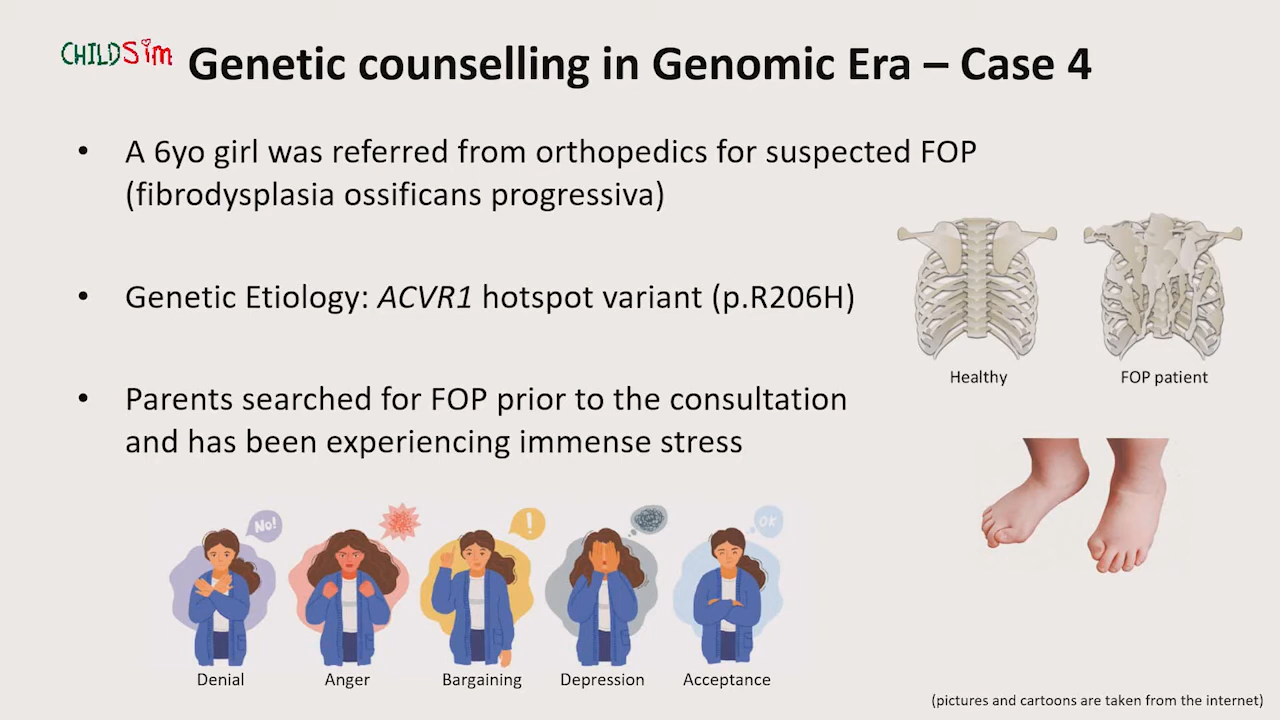 CHILDSim
Genetic counselling in Genomic Era – Case 4
• A 6yo girl was referred from orthopedics for suspected FOP
(fibrodysplasia ossificans progressiva)
• Genetic Etiology: ACVR1 hotspot variant (p.R206H)
Healthy
FOP patient
• Parents searched for FOP prior to the consultation
and has been experiencing immense stress
No!
!
OK
Denial
Anger
Bargaining
Depression
Acceptance
(pictures and cartoons are taken from the internet)